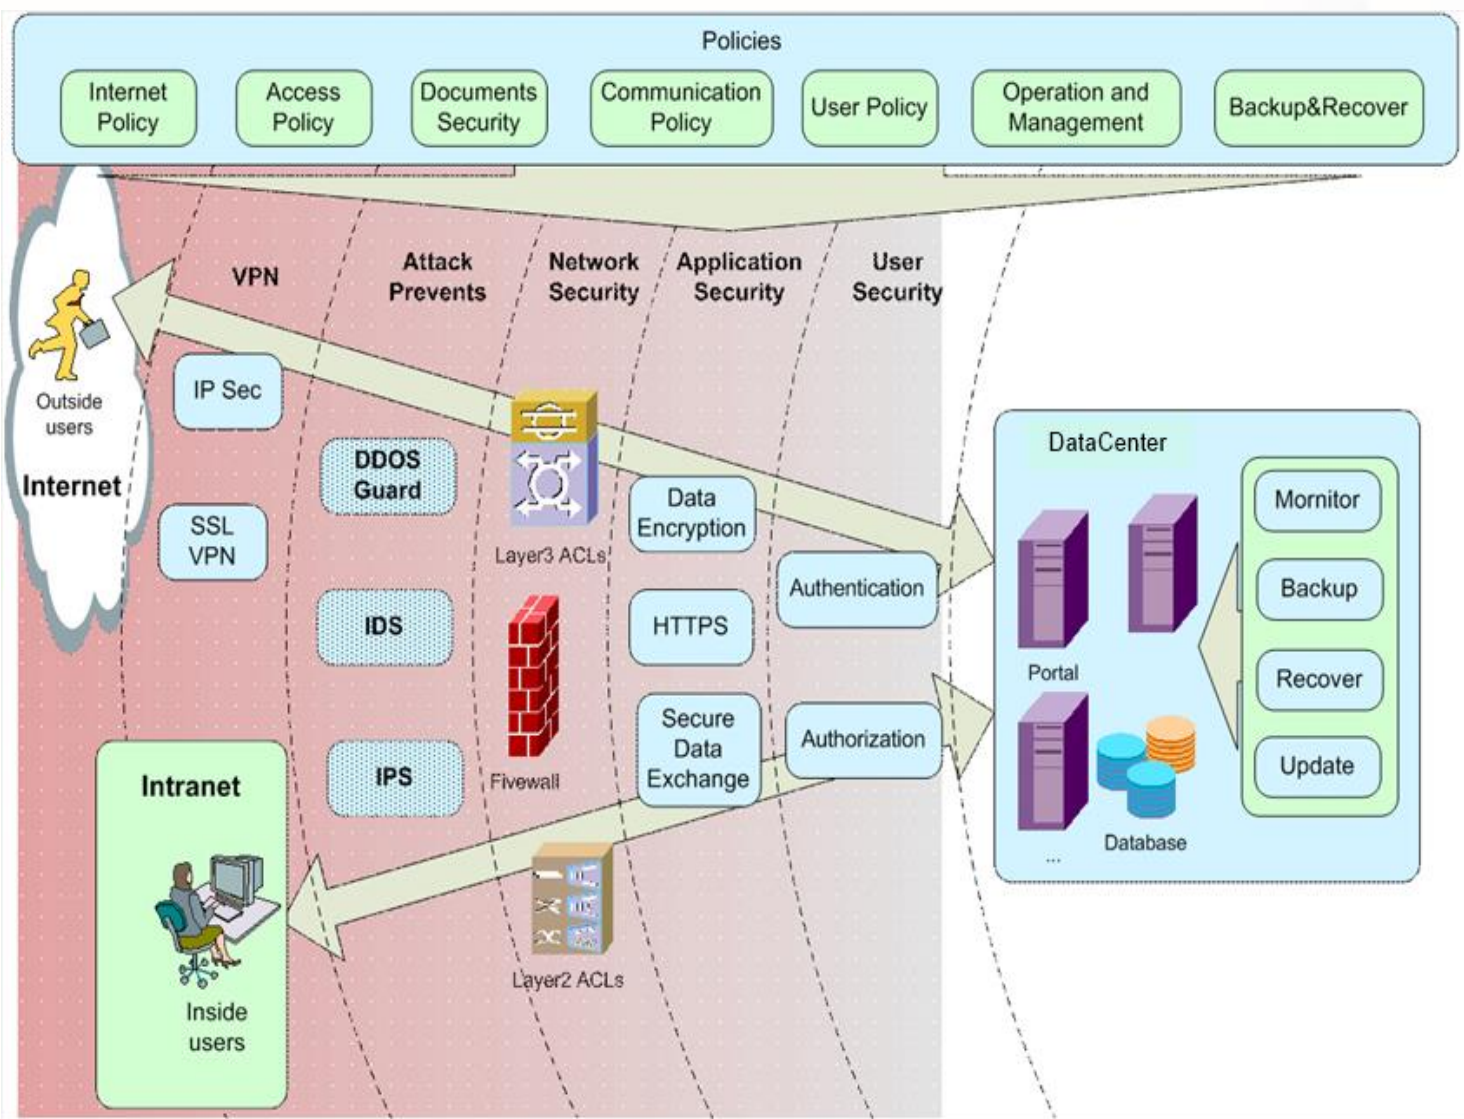 Policies
Internet
Policy
Access
Policy
Documents
Security
Communication
Policy
User Policy
Operation and
Management
Backup&Recover
VPN
Attack
Prevents
Network
Security
Application
Security
User
Security
Outside
users
Internet
IP Sec
SSL
VPN
DDOS
Guard
IDS
IPS
Layer3 ACLs
Fivewall
Layer2 ACLs
Data
Encryption
HTTPS
Secure
Data
Exchange
Authentication
Authorization
Intranet
Inside
users
DataCenter
Portal
...
Database
Mornitor
Backup
Recover
Update